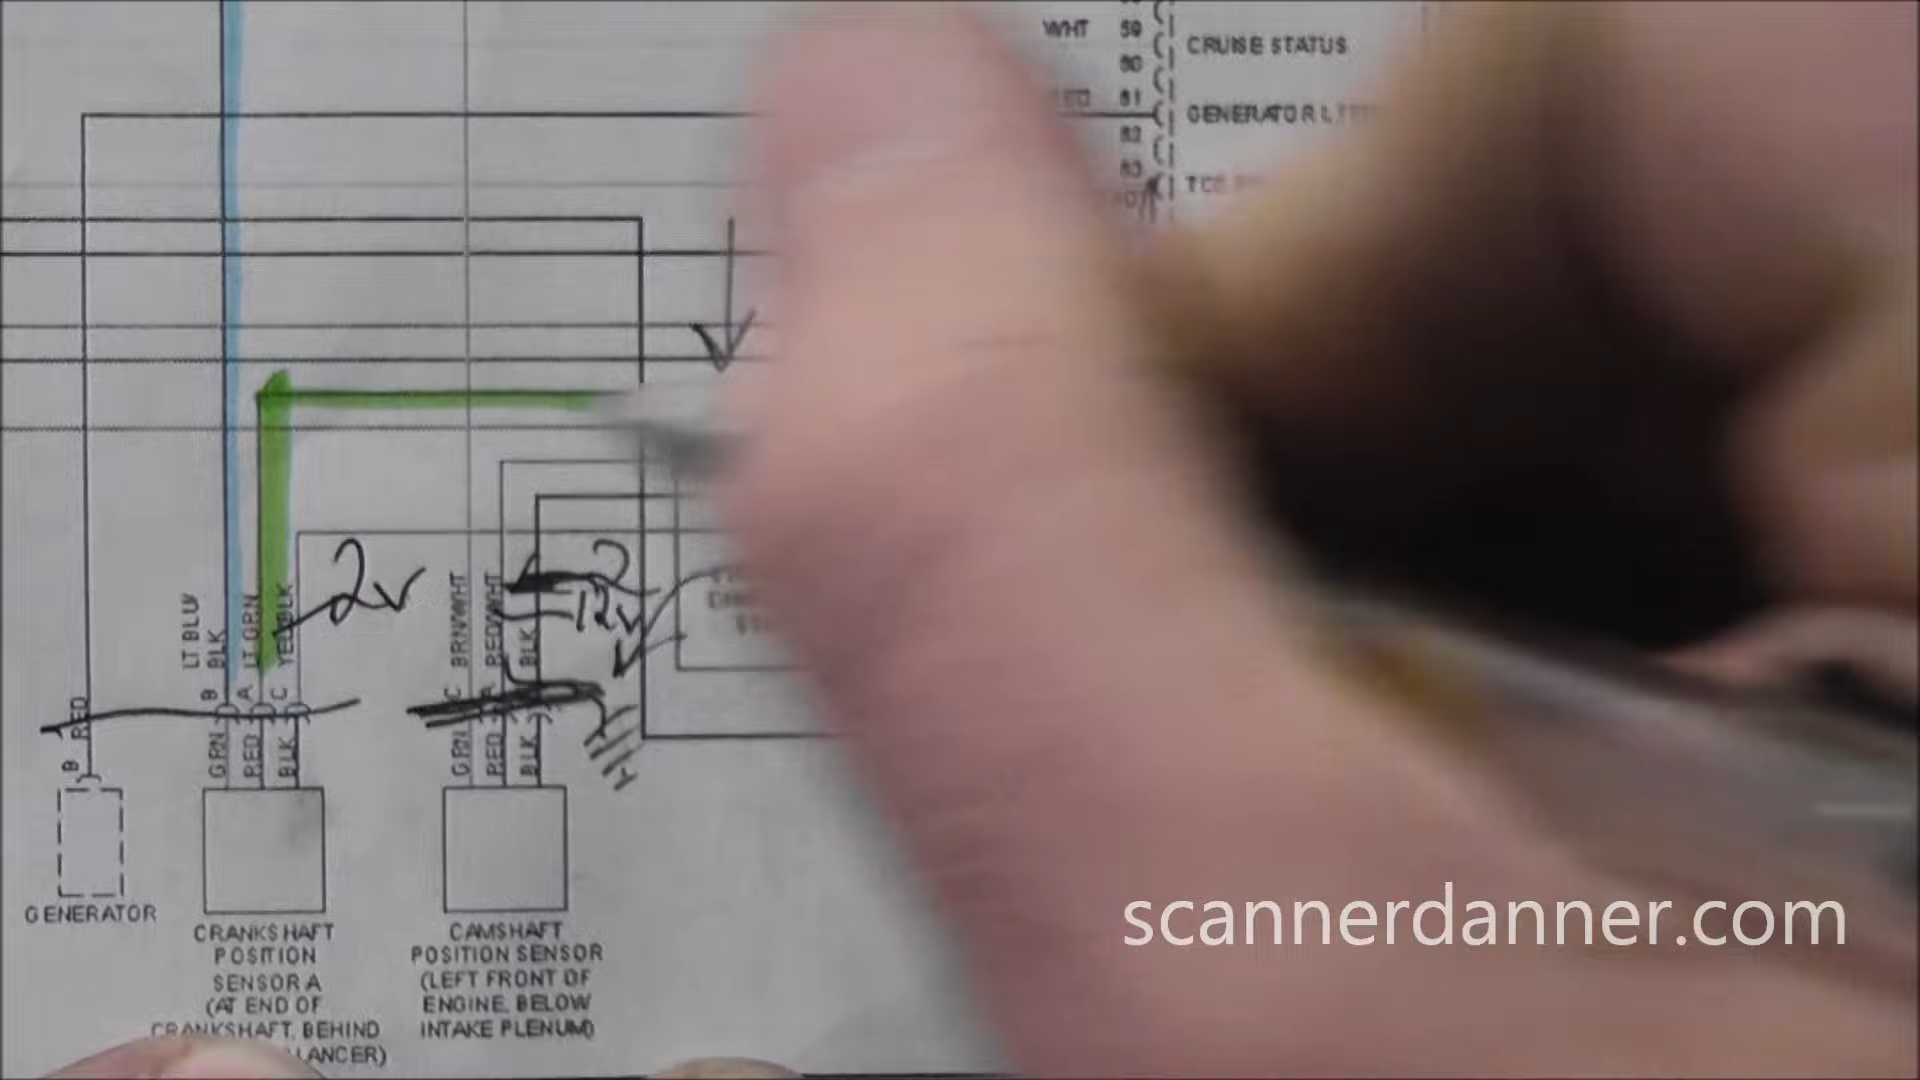 WHT 59
CRUISE STATUS
60
61
GENERATOR L
62
63
2v
12v
LT BLU/
BLK
LT GRN
YEL/BLK
BRN/WHT
RED/WHT
BLK
B A C
C A
RED
B
GRN
RED
BLK
GRN
RED
BLK
GENERATOR
CRANKSHAFT
POSITION
SENSOR A
(AT END OF
CRANKSHAFT, BEHIND
LANCER)
CAMSHAFT
POSITION SENSOR
(LEFT FRONT OF
ENGINE, BELOW
INTAKE PLENUM)
scannerdanner.com